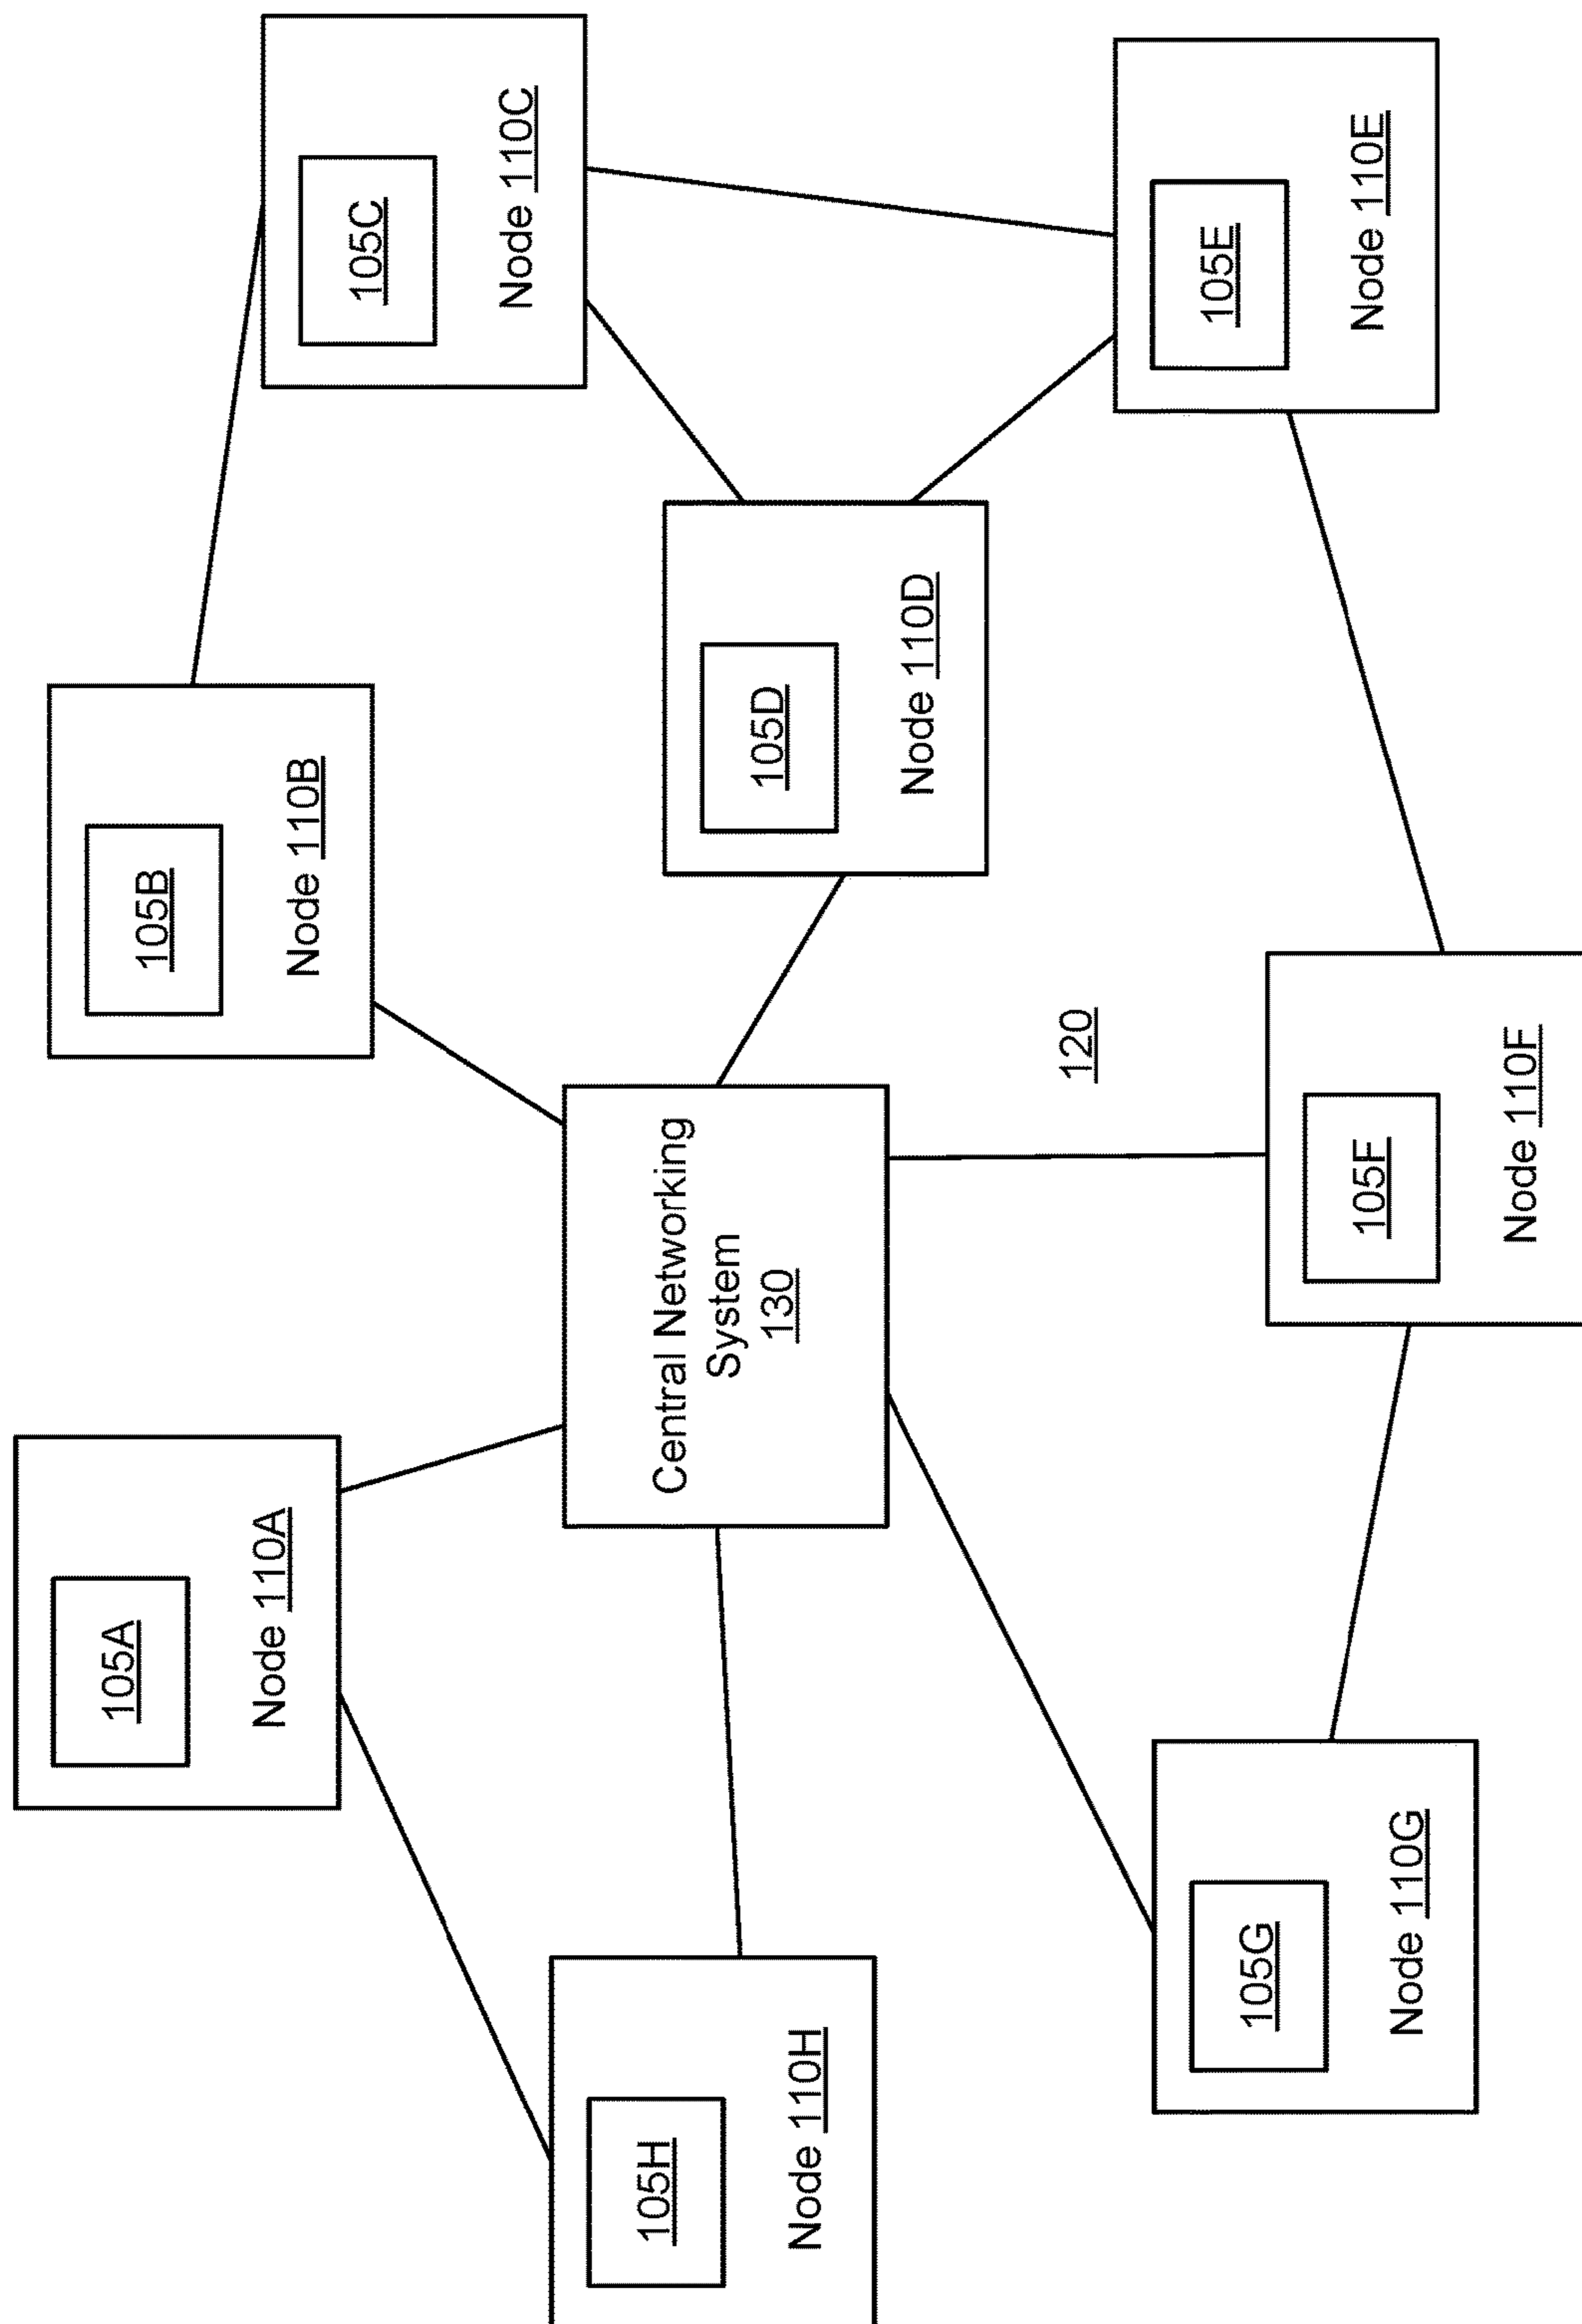 105A
Node 110A
105B
Node 110B
105C
Node 110C
105H
Node 110H
Central Networking
System
130
105D
Node 110D
120
105G
Node 110G
105F
Node 110F
105E
Node 110E